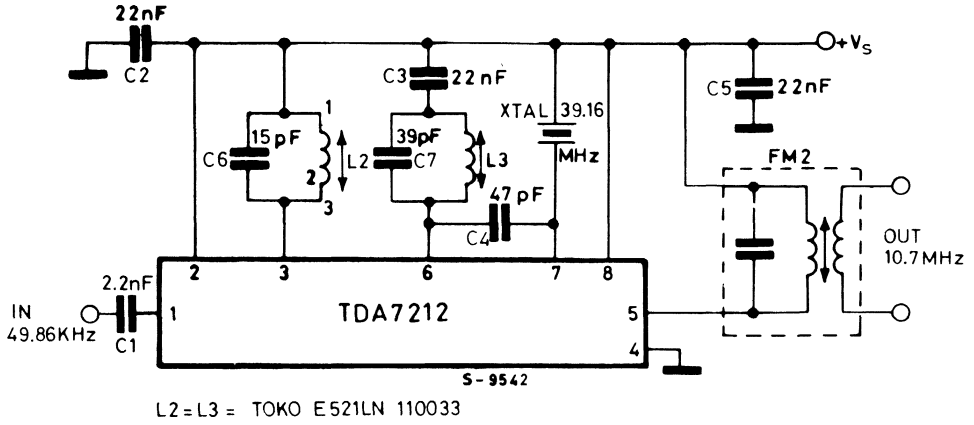 22nF
C2
+Vs
C3
22nF
C5
22nF
XTAL 39.16
MHz
1
15pF
C6
L2
2
3
39pF
C7
L3
47 pF
C4
FM2
OUT
10.7MHz
2
3
6
7
8
IN
49.86KHz
2.2nF
C1
1
TDA7212
5
4
S-9542
L2=L3= TOKO E521LN 110033